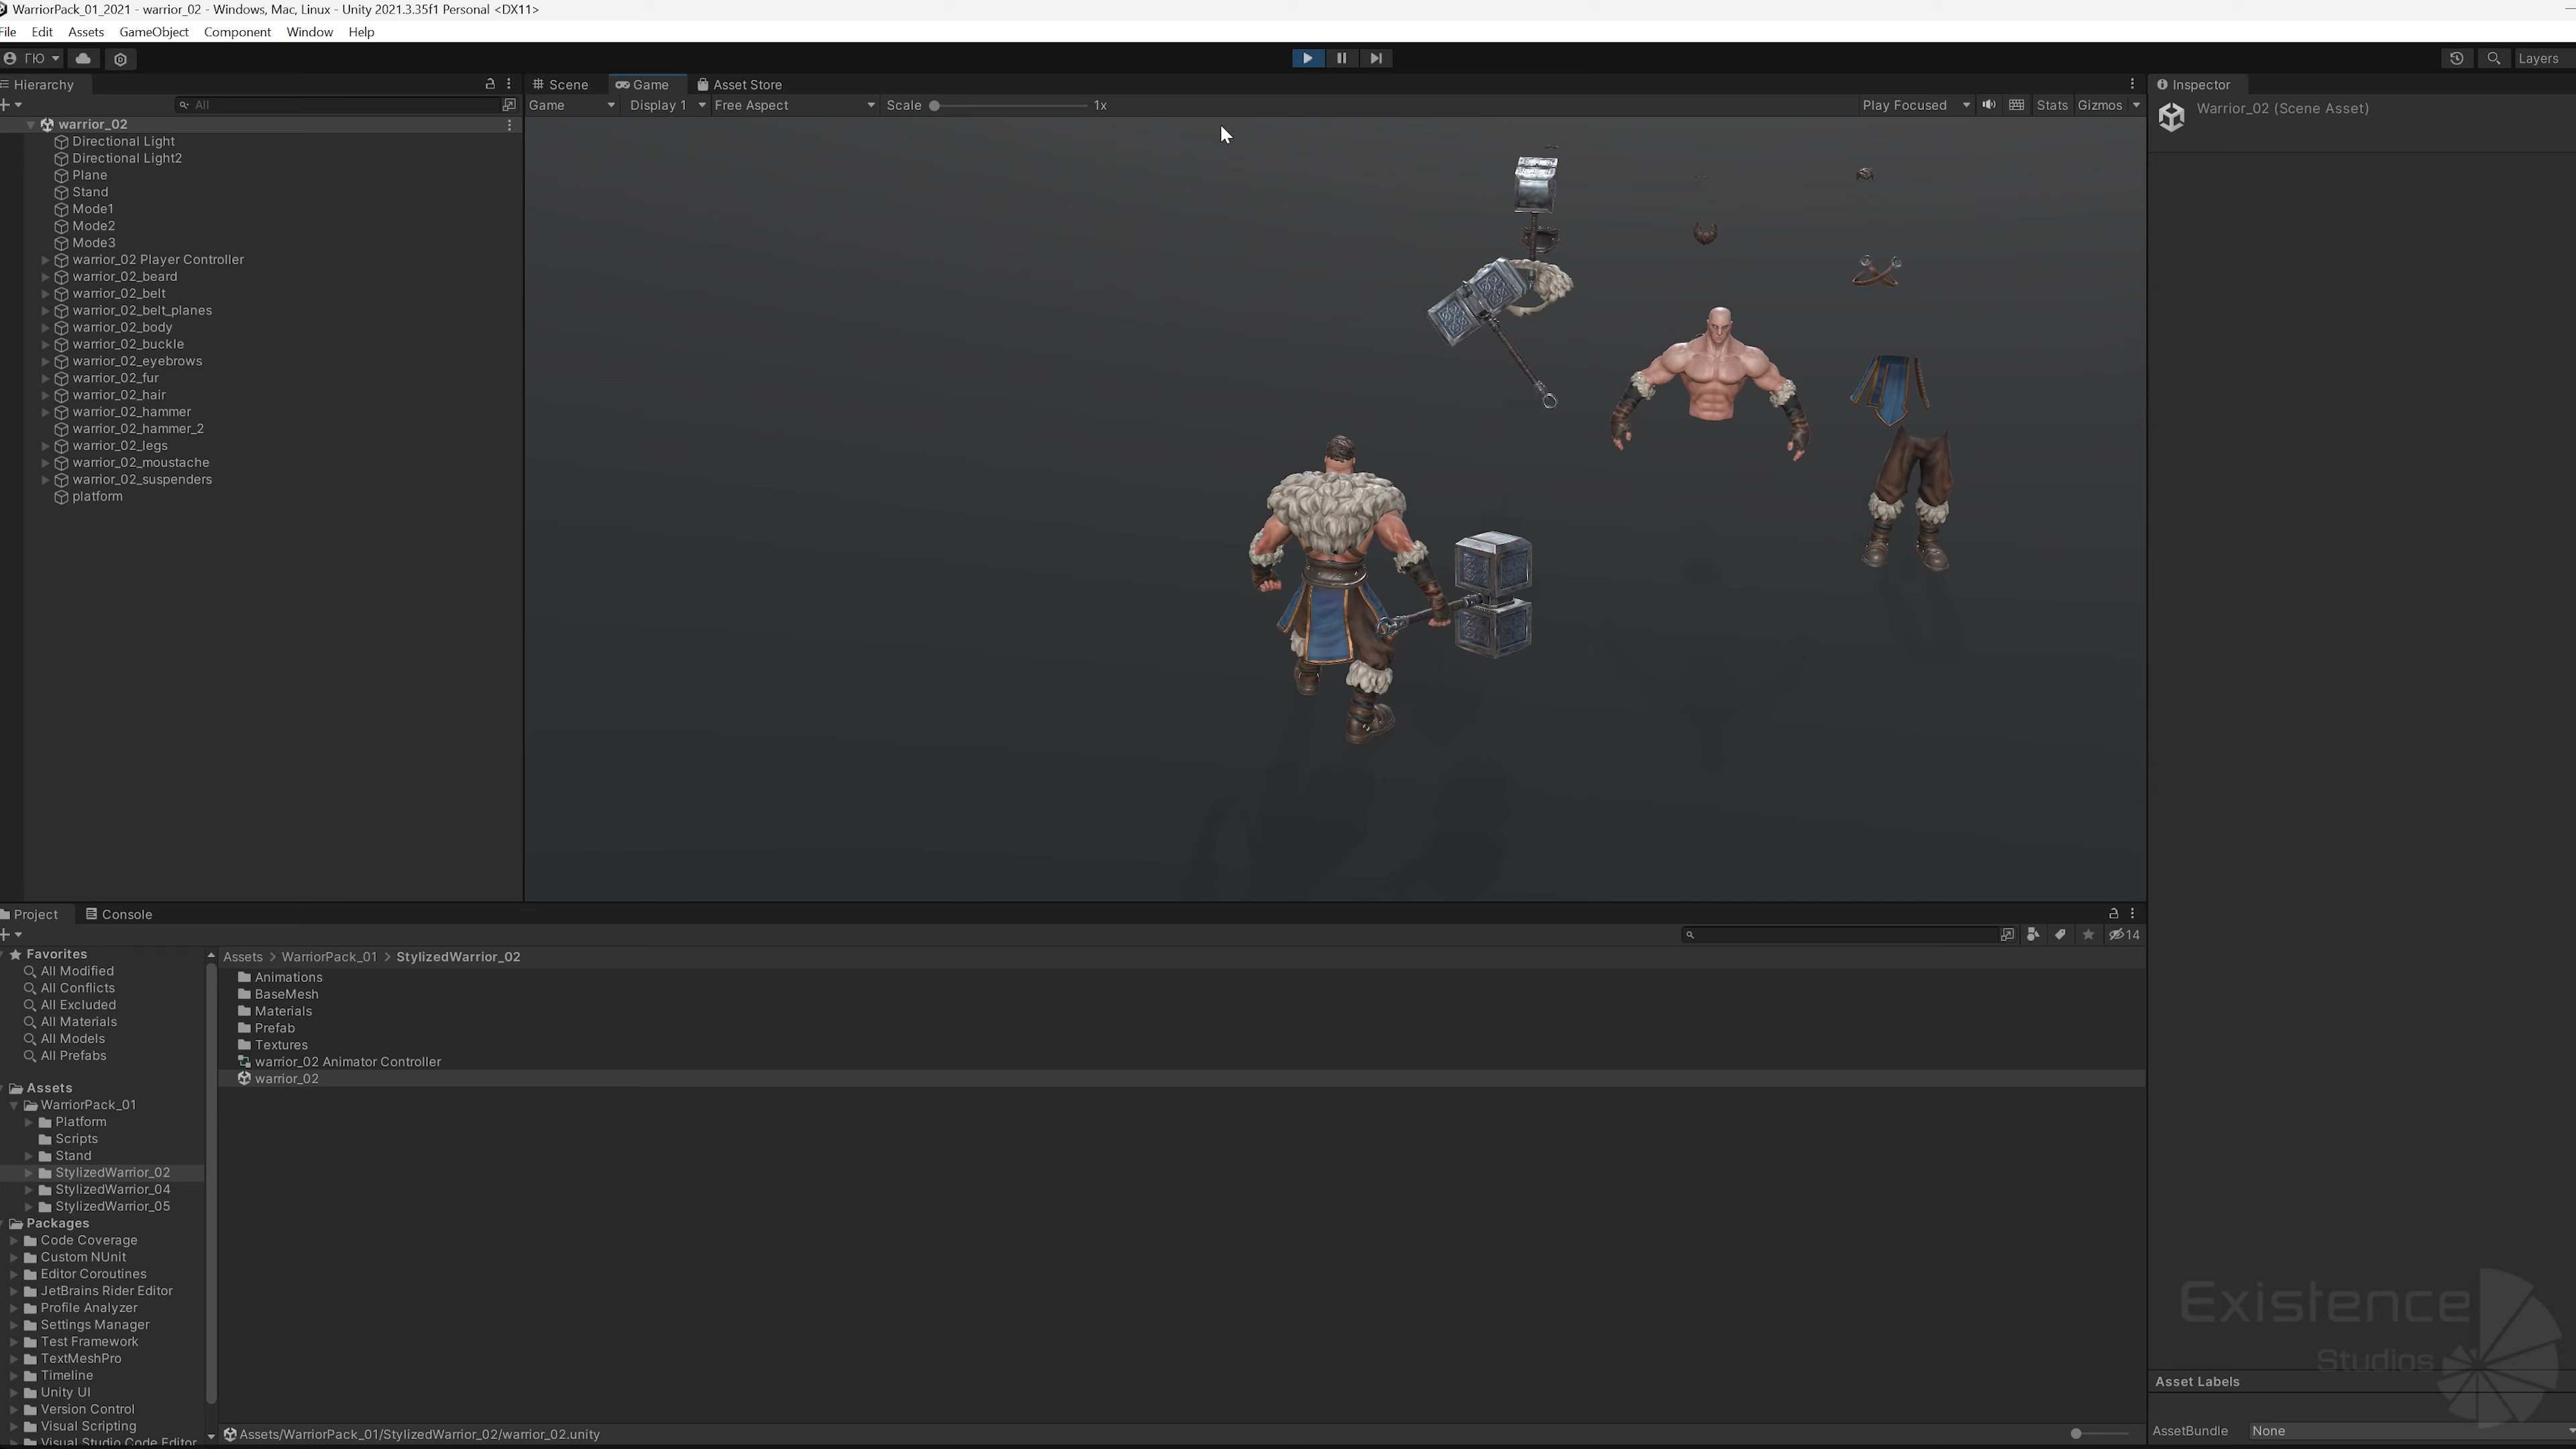 WarriorPack_01_2021 - warrior_02 - Windows, Mac, Linux - Unity 2021.3.35f1 Personal <DX11>
File Edit Assets GameObject Component Window Help
ГЮ
Layers
Hierarchy
Scene Game Asset Store
Inspector
All
Game Display 1 Free Aspect Scale 1x Play Focused Stats Gizmos
Warrior_02 (Scene Asset)
warrior_02
Directional Light
Directional Light2
Plane
Stand
Mode1
Mode2
Mode3
warrior_02 Player Controller
warrior_02_beard
warrior_02_belt
warrior_02_belt_planes
warrior_02_body
warrior_02_buckle
warrior_02_eyebrows
warrior_02_fur
warrior_02_hair
warrior_02_hammer
warrior_02_hammer_2
warrior_02_legs
warrior_02_moustache
warrior_02_suspenders
platform
Project Console
14
Favorites
All Modified
All Conflicts
All Excluded
All Materials
All Models
All Prefabs
Assets
WarriorPack_01
Platform
Scripts
Stand
StylizedWarrior_02
StylizedWarrior_04
StylizedWarrior_05
Packages
Code Coverage
Custom NUnit
Editor Coroutines
JetBrains Rider Editor
Profile Analyzer
Settings Manager
Test Framework
TextMeshPro
Timeline
Unity UI
Version Control
Visual Scripting
Visual Studio Code Editor
Assets > WarriorPack_01 > StylizedWarrior_02
Animations
BaseMesh
Materials
Prefab
Textures
warrior_02 Animator Controller
warrior_02
Assets/WarriorPack_01/StylizedWarrior_02/warrior_02.unity
Existence
Studios
Asset Labels
AssetBundle None